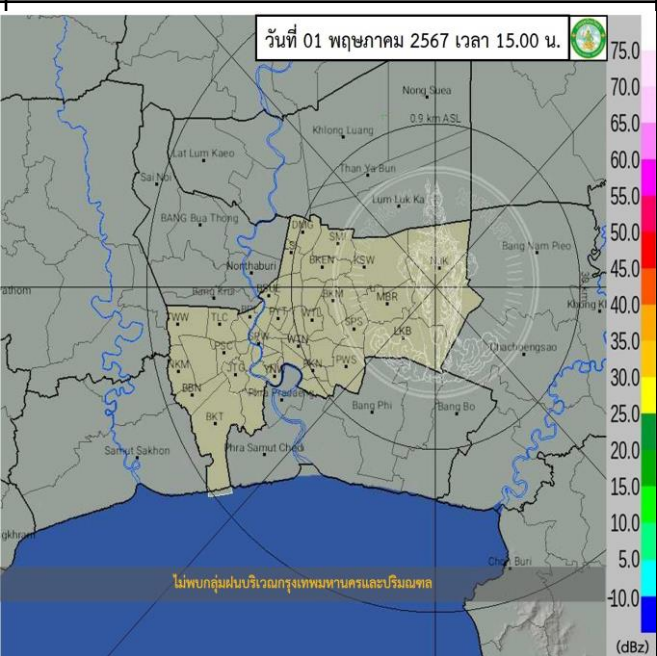 วันที่ 01 พฤษภาคม 2567 เวลา 15.00 น.
75.0
70.0
65.0
60.0
55.0
50.0
45.0
40.0
35.0
30.0
25.0
20.0
15.0
10.0
5.0
-10.0
(dBz)
Nong Suea
0.9 km ASL
Khlong Luang
Lat Lum Kaeo
Than Ya Buri
Sai Noi
Lum Luk Ka
BANG Bua Thong
DMG
SMI
Bang Nam Pieo
BKEN
KSW
NJK
Northaburi
Bang Krui
BKM
MBR
TWW
TLC
PYT
WTL
SPS
LKB
Chachoengsao
PSC
WTN
NKM
JTG
YNW
PKN
PWS
BBN
Phra Pradaeng
BKT
Bang Phi
Bang Bo
Samut Sakhon
Phra Samut Chedi
Chon Buri
ไม่พบกลุ่มฝนบริเวณกรุงเทพมหานครและปริมณฑล